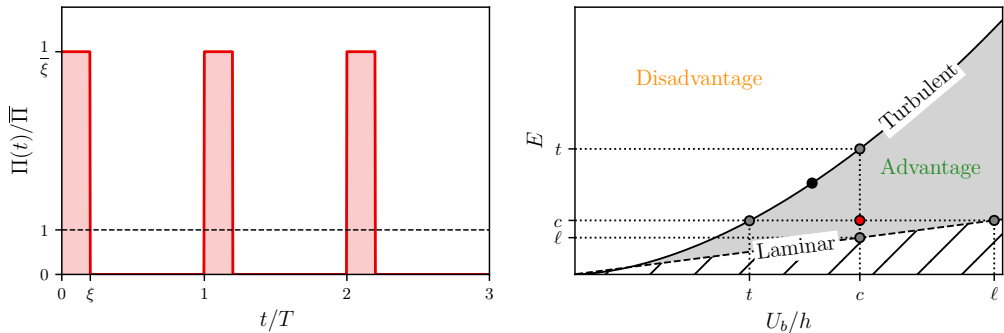 Π(t)/Π̅
1/ξ
1
0
0 ξ 1 2 3
t/T
E
t
c
ℓ
Disadvantage
Turbulent
Advantage
Laminar
t c ℓ
U_b/h